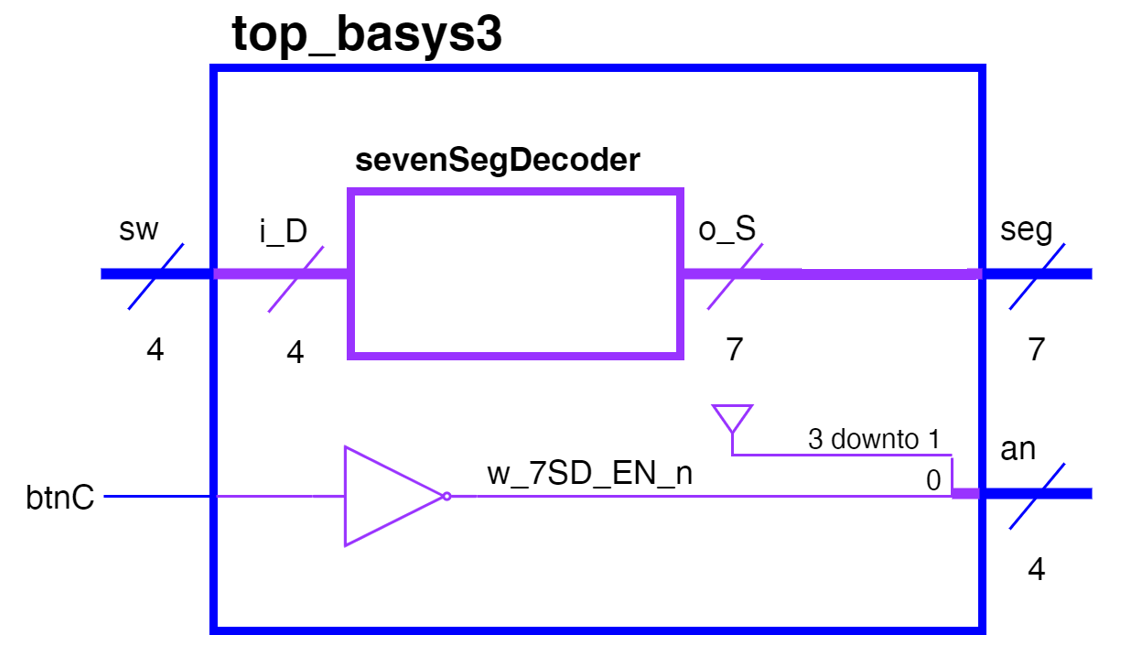 top_basys3
sevenSegDecoder
sw
i_D
o_S
seg
4
4
7
7
3 downto 1
an
w_7SD_EN_n
0
btnC
4